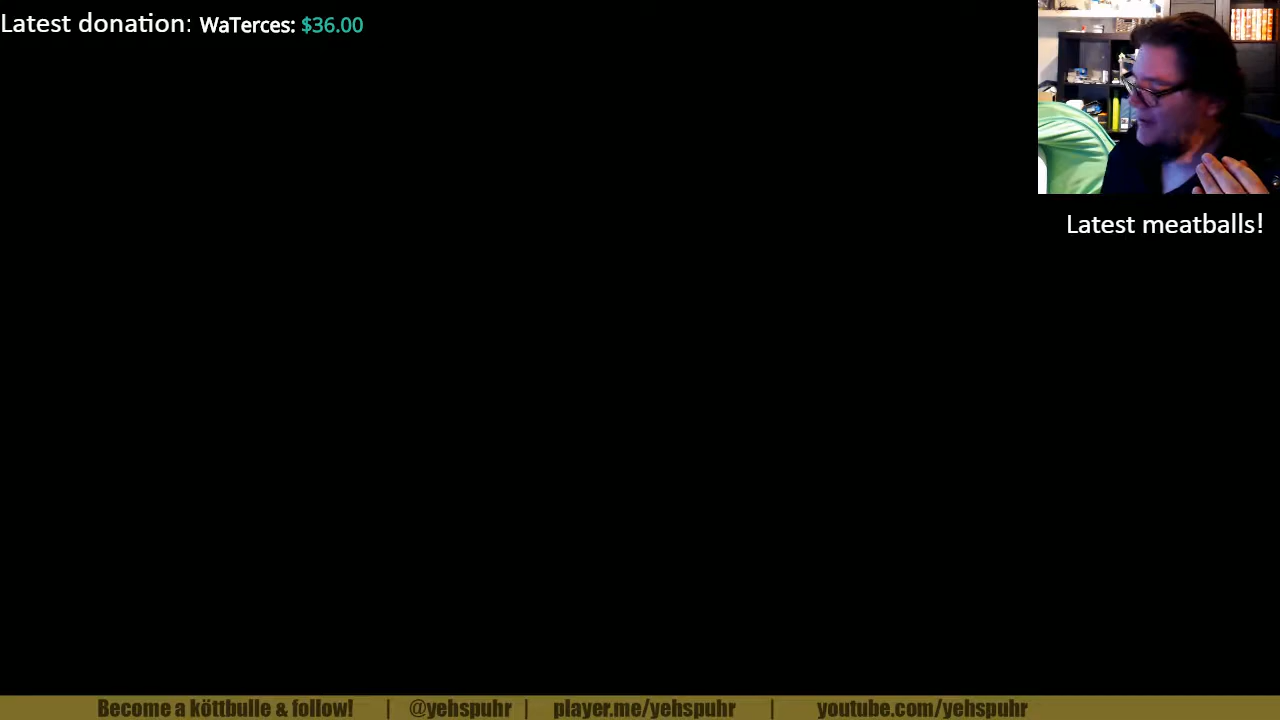 Latest donation: WaTerces: $36.00
Latest meatballs!
Become a köttbulle & follow! | @yehspuhr | player.me/yehspuhr | youtube.com/yehspuhr